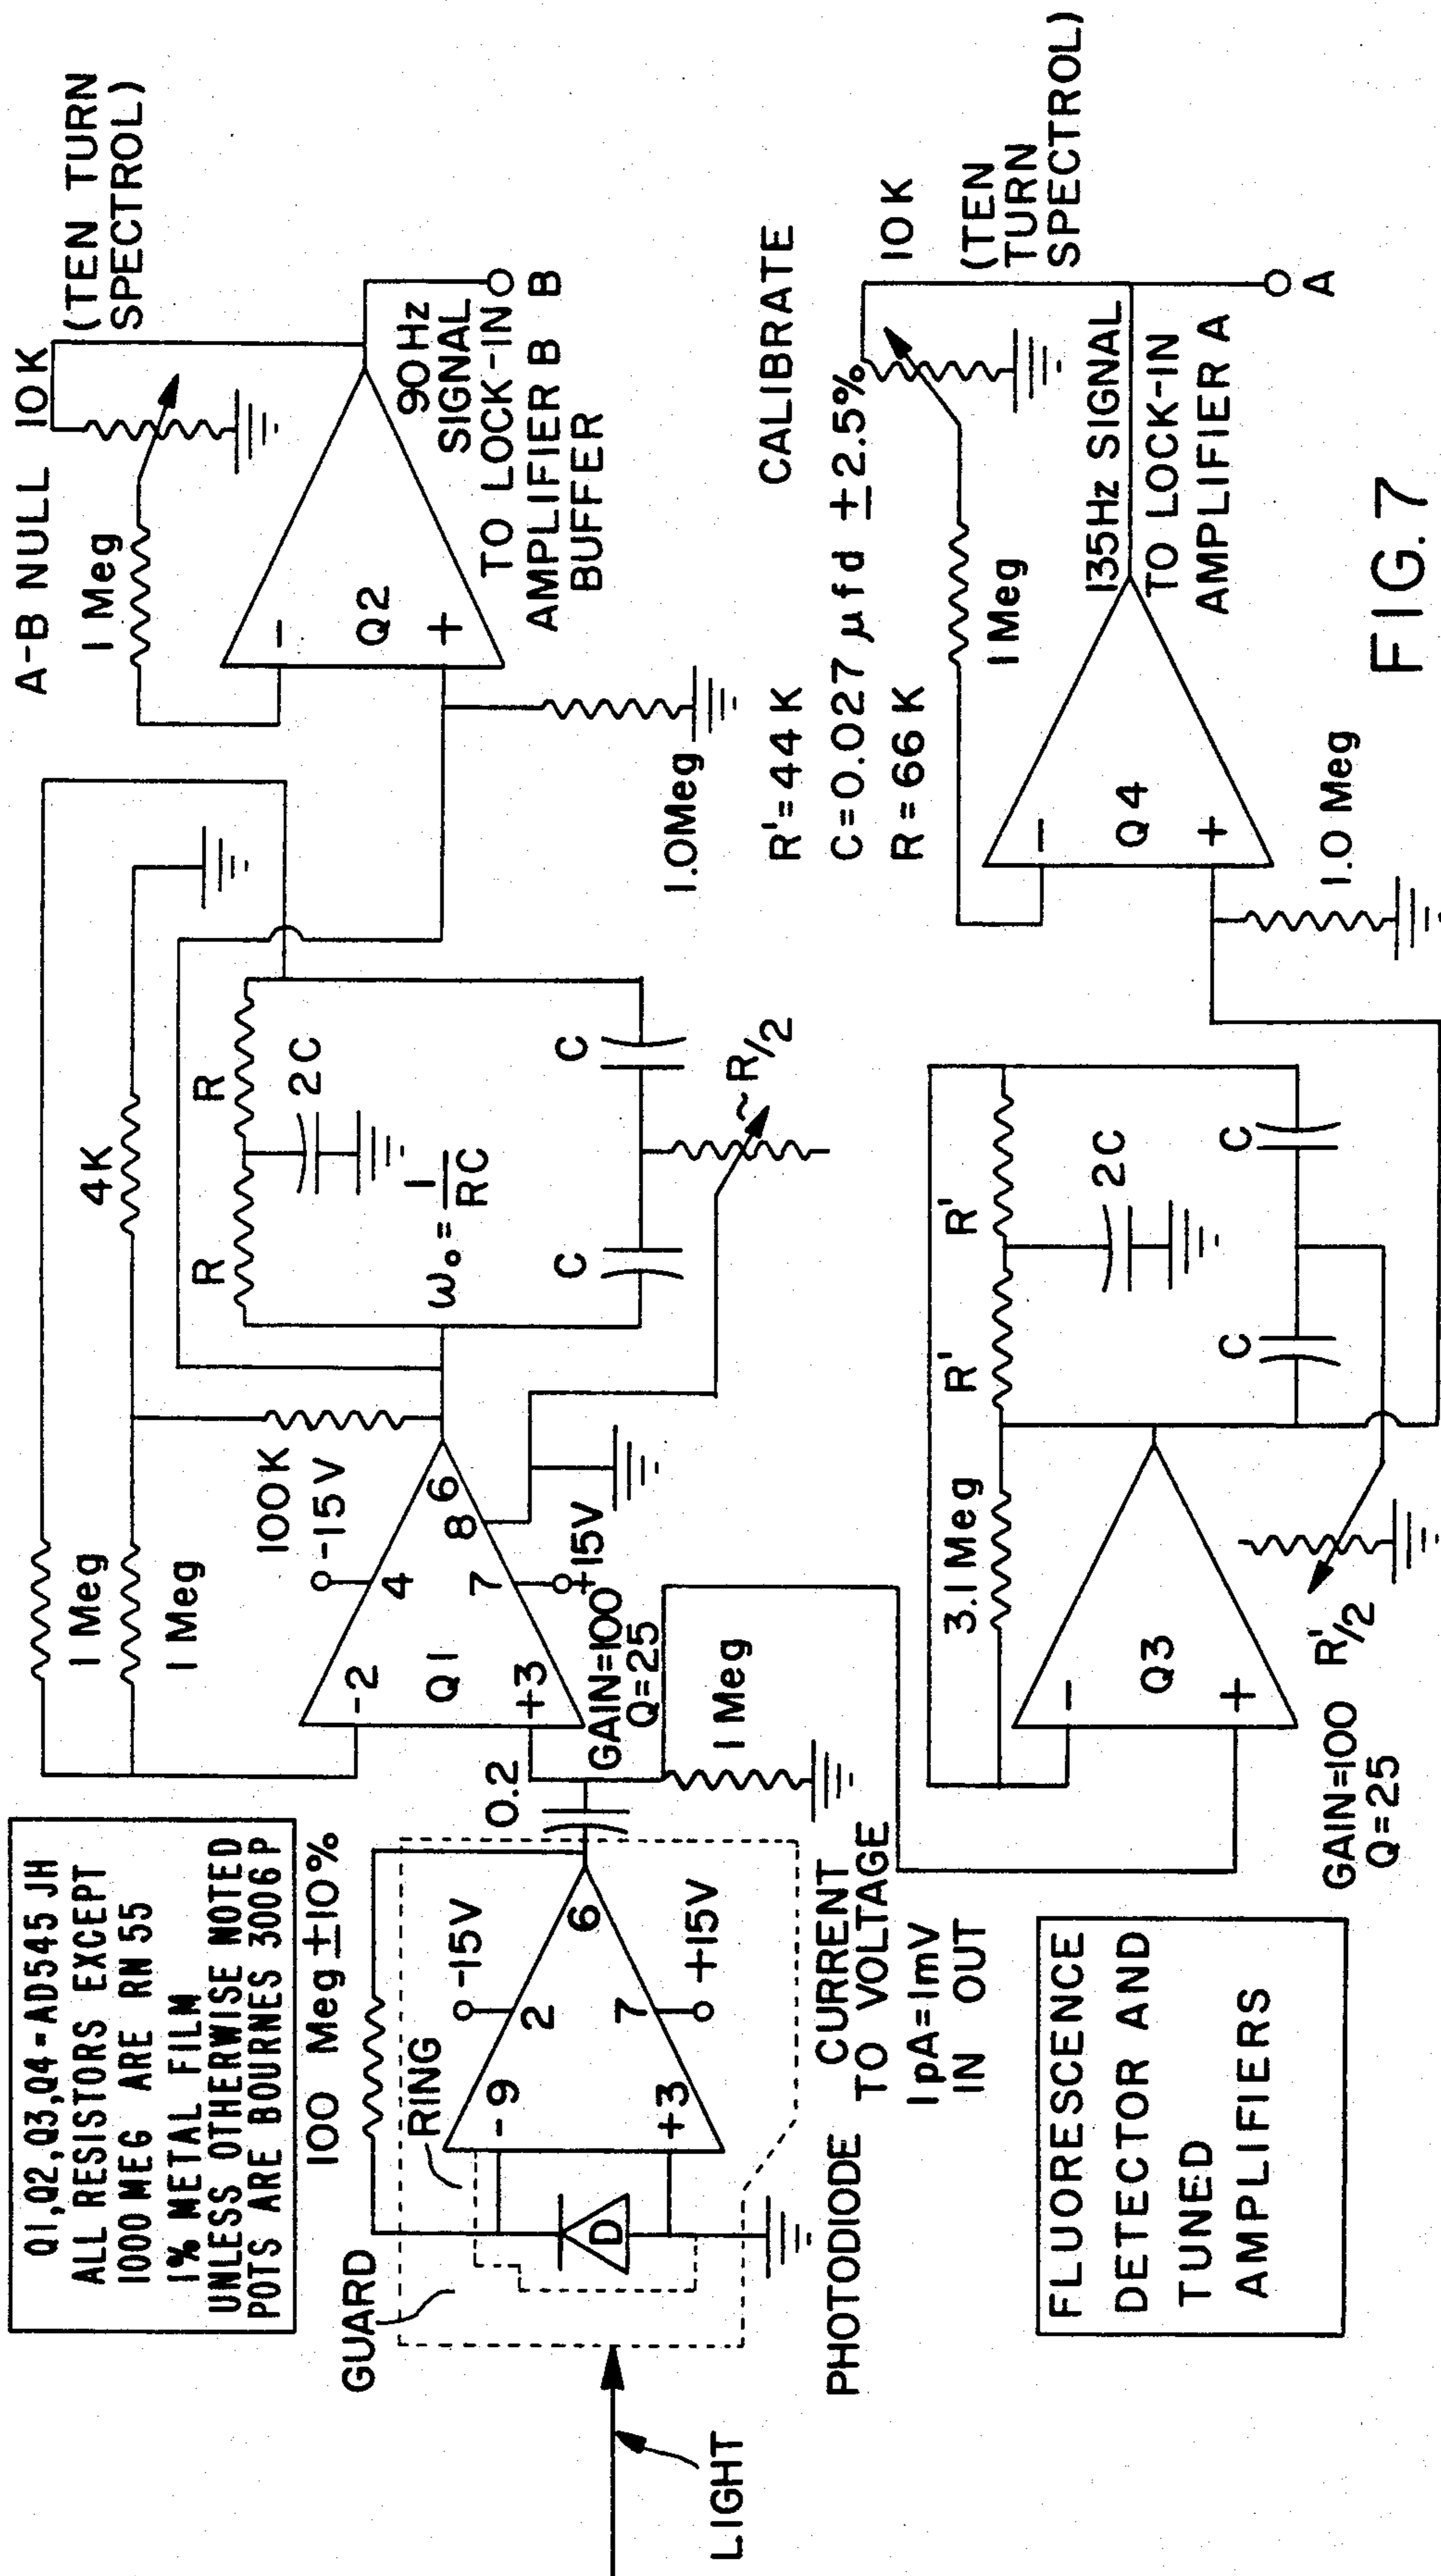 Q1,Q2,Q3,Q4-AD545 JH
ALL RESISTORS EXCEPT
1000 MEG ARE RN 55
1% METAL FILM
UNLESS OTHERWISE NOTED
POTS ARE BOURNES 3006P
100 Meg ±10%
GUARD
RING
-15V
2
-9
+3
6
7
+15V
D
LIGHT
PHOTODIODE
CURRENT
TO VOLTAGE
1pA=1mV
IN OUT
0.2
1 Meg
1 Meg
1 Meg
100K
-15V
4
-2
Q1
+3
6
8
7
+15V
GAIN=100
Q=25
4K
R
R
2C
ω₀ = 1/RC
C
C
~R/2
A-B NULL
10K
(TEN TURN
SPECTROL)
1 Meg
-
Q2
+
1.0Meg
90Hz
SIGNAL
TO LOCK-IN
AMPLIFIER B
BUFFER
B
FLUORESCENCE
DETECTOR AND
TUNED
AMPLIFIERS
3.1 Meg
-
Q3
+
GAIN=100
Q=25
R'/2
R'
R'
2C
C
C
R'=44K
C=0.027 µfd ±2.5%
R=66K
CALIBRATE
10K
(TEN
TURN
SPECTROL)
1 Meg
-
Q4
+
1.0 Meg
135Hz SIGNAL
TO LOCK-IN
AMPLIFIER A
A
FIG. 7